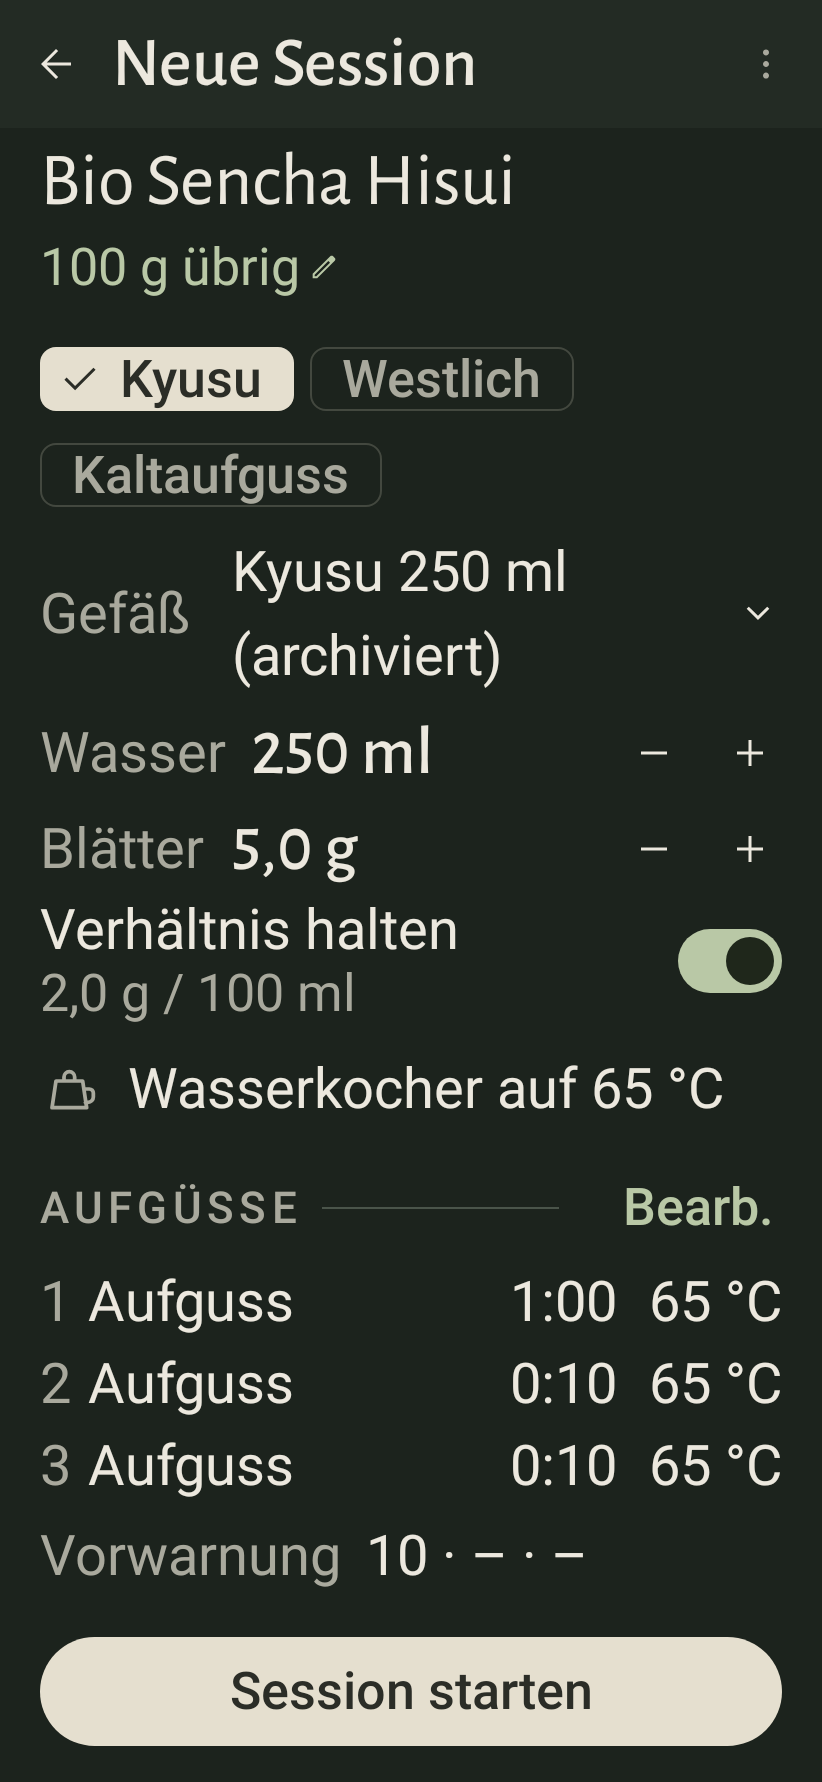 Neue Session
Bio Sencha Hisui
100 g übrig
Kyusu Westlich
Kaltaufguss
Gefäß Kyusu 250 ml
(archiviert)
Wasser 250 ml − +
Blätter 5,0 g − +
Verhältnis halten
2,0 g / 100 ml
Wasserkocher auf 65 °C
AUFGÜSSE Bearb.
1 Aufguss 1:00 65 °C
2 Aufguss 0:10 65 °C
3 Aufguss 0:10 65 °C
Vorwarnung 10 · – · –
Session starten